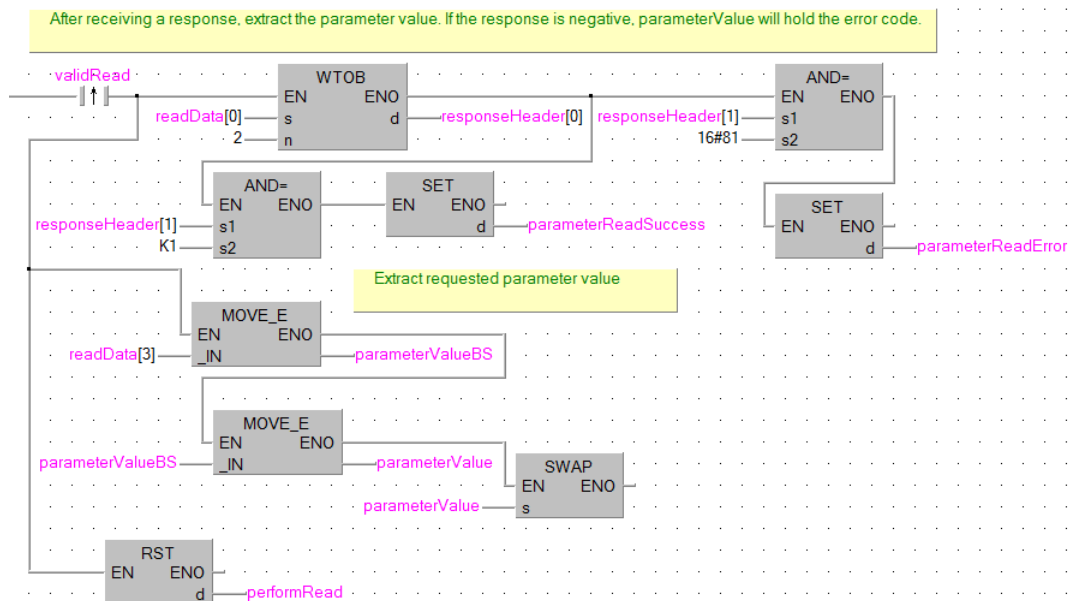 After receiving a response, extract the parameter value. If the response is negative, parameterValue will hold the error code.
validRead
WTOB
EN ENO
readData[0] s d responseHeader[0]
2 n
AND=
EN ENO
responseHeader[1] s1
16#81 s2
AND=
EN ENO
responseHeader[1] s1
K1 s2
SET
EN ENO
d parameterReadSuccess
SET
EN ENO
d parameterReadError
Extract requested parameter value
MOVE_E
EN ENO
readData[3] _IN parameterValueBS
MOVE_E
EN ENO
parameterValueBS _IN parameterValue
SWAP
EN ENO
parameterValue s
RST
EN ENO
d performRead